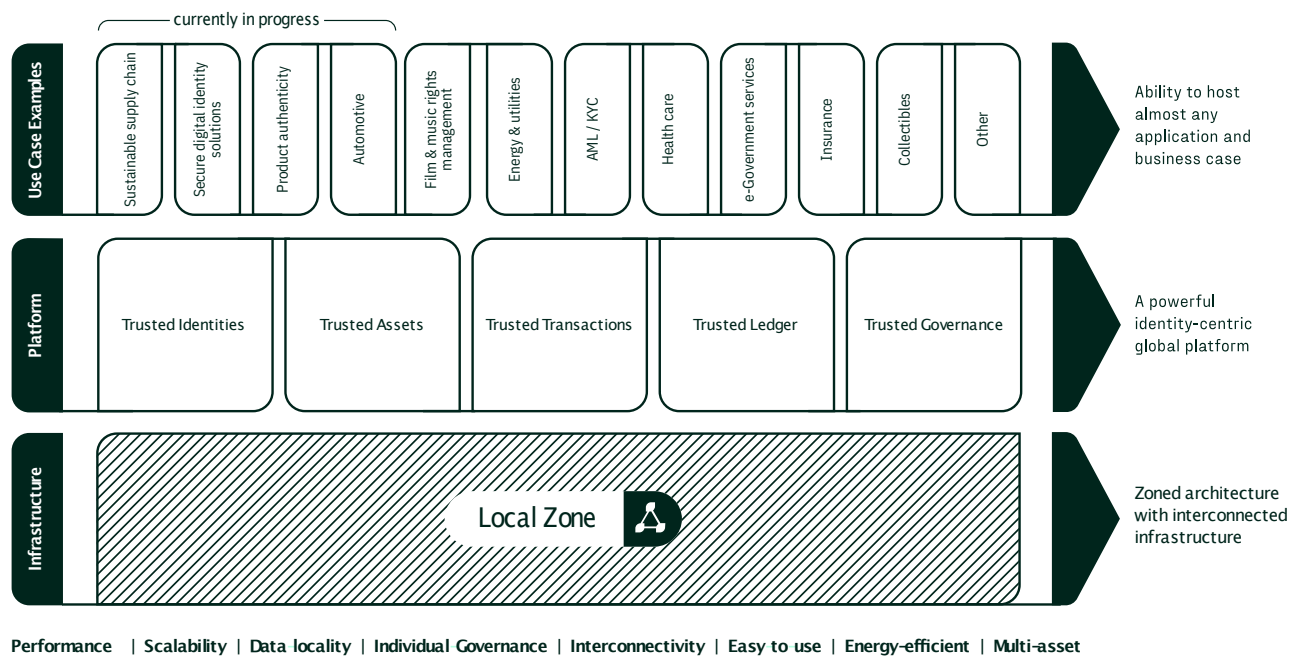 currently in progress
Use Case Examples
Sustainable supply chain
Secure digital identity
solutions
Product authenticity
Automotive
Film & music rights
management
Energy & utilities
AML / KYC
Health care
e-Government services
Insurance
Collectibles
Other
Ability to host
almost any
application and
business case
Platform
Trusted Identities
Trusted Assets
Trusted Transactions
Trusted Ledger
Trusted Governance
A powerful
identity-centric
global platform
Infrastructure
Local Zone
Zoned architecture
with interconnected
infrastructure
Performance | Scalability | Data locality | Individual Governance | Interconnectivity | Easy to use | Energy-efficient | Multi-asset